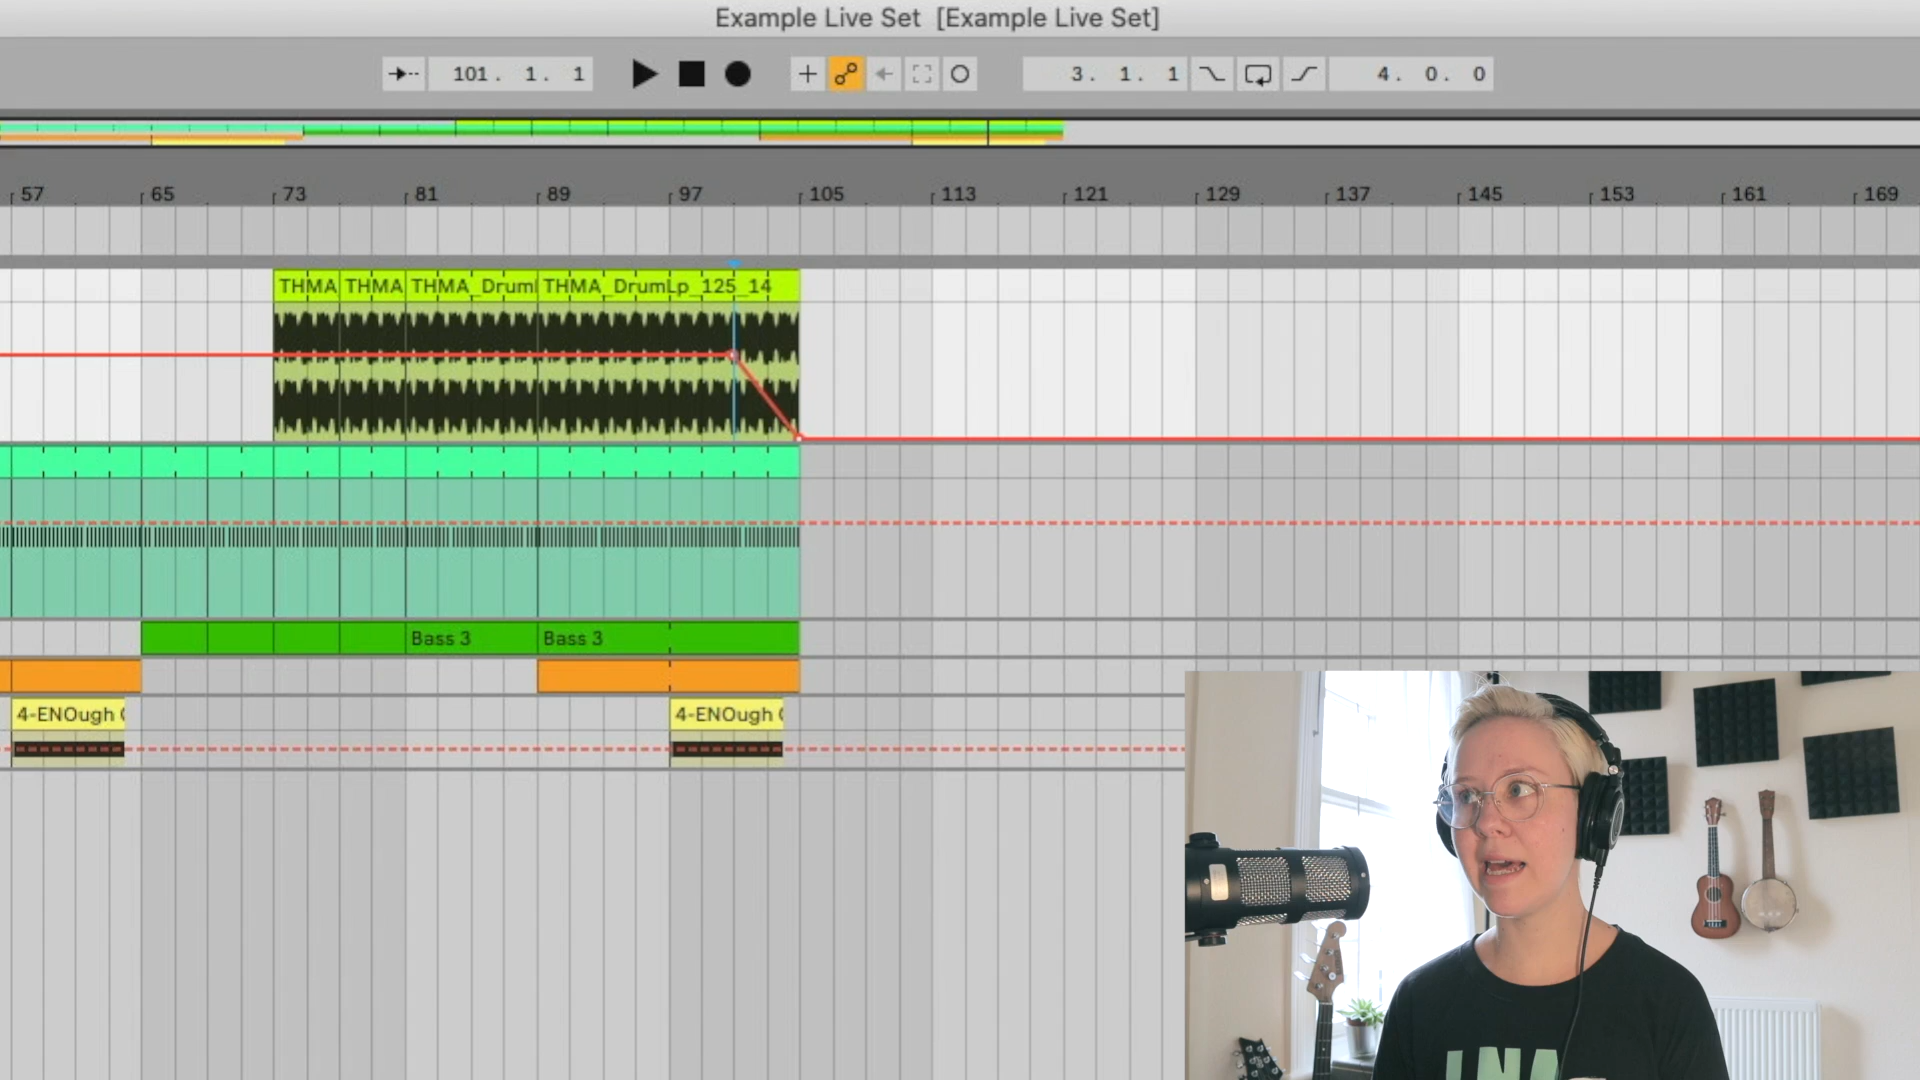 Example Live Set [Example Live Set]
101. 1. 1
3. 1. 1
4. 0. 0
57 65 73 81 89 97 105 113 121 129 137 145 153 161 169
THMA THMA THMA_Druml THMA_DrumLp_125_14
Bass 3 Bass 3
4-ENOugh 4-ENOugh